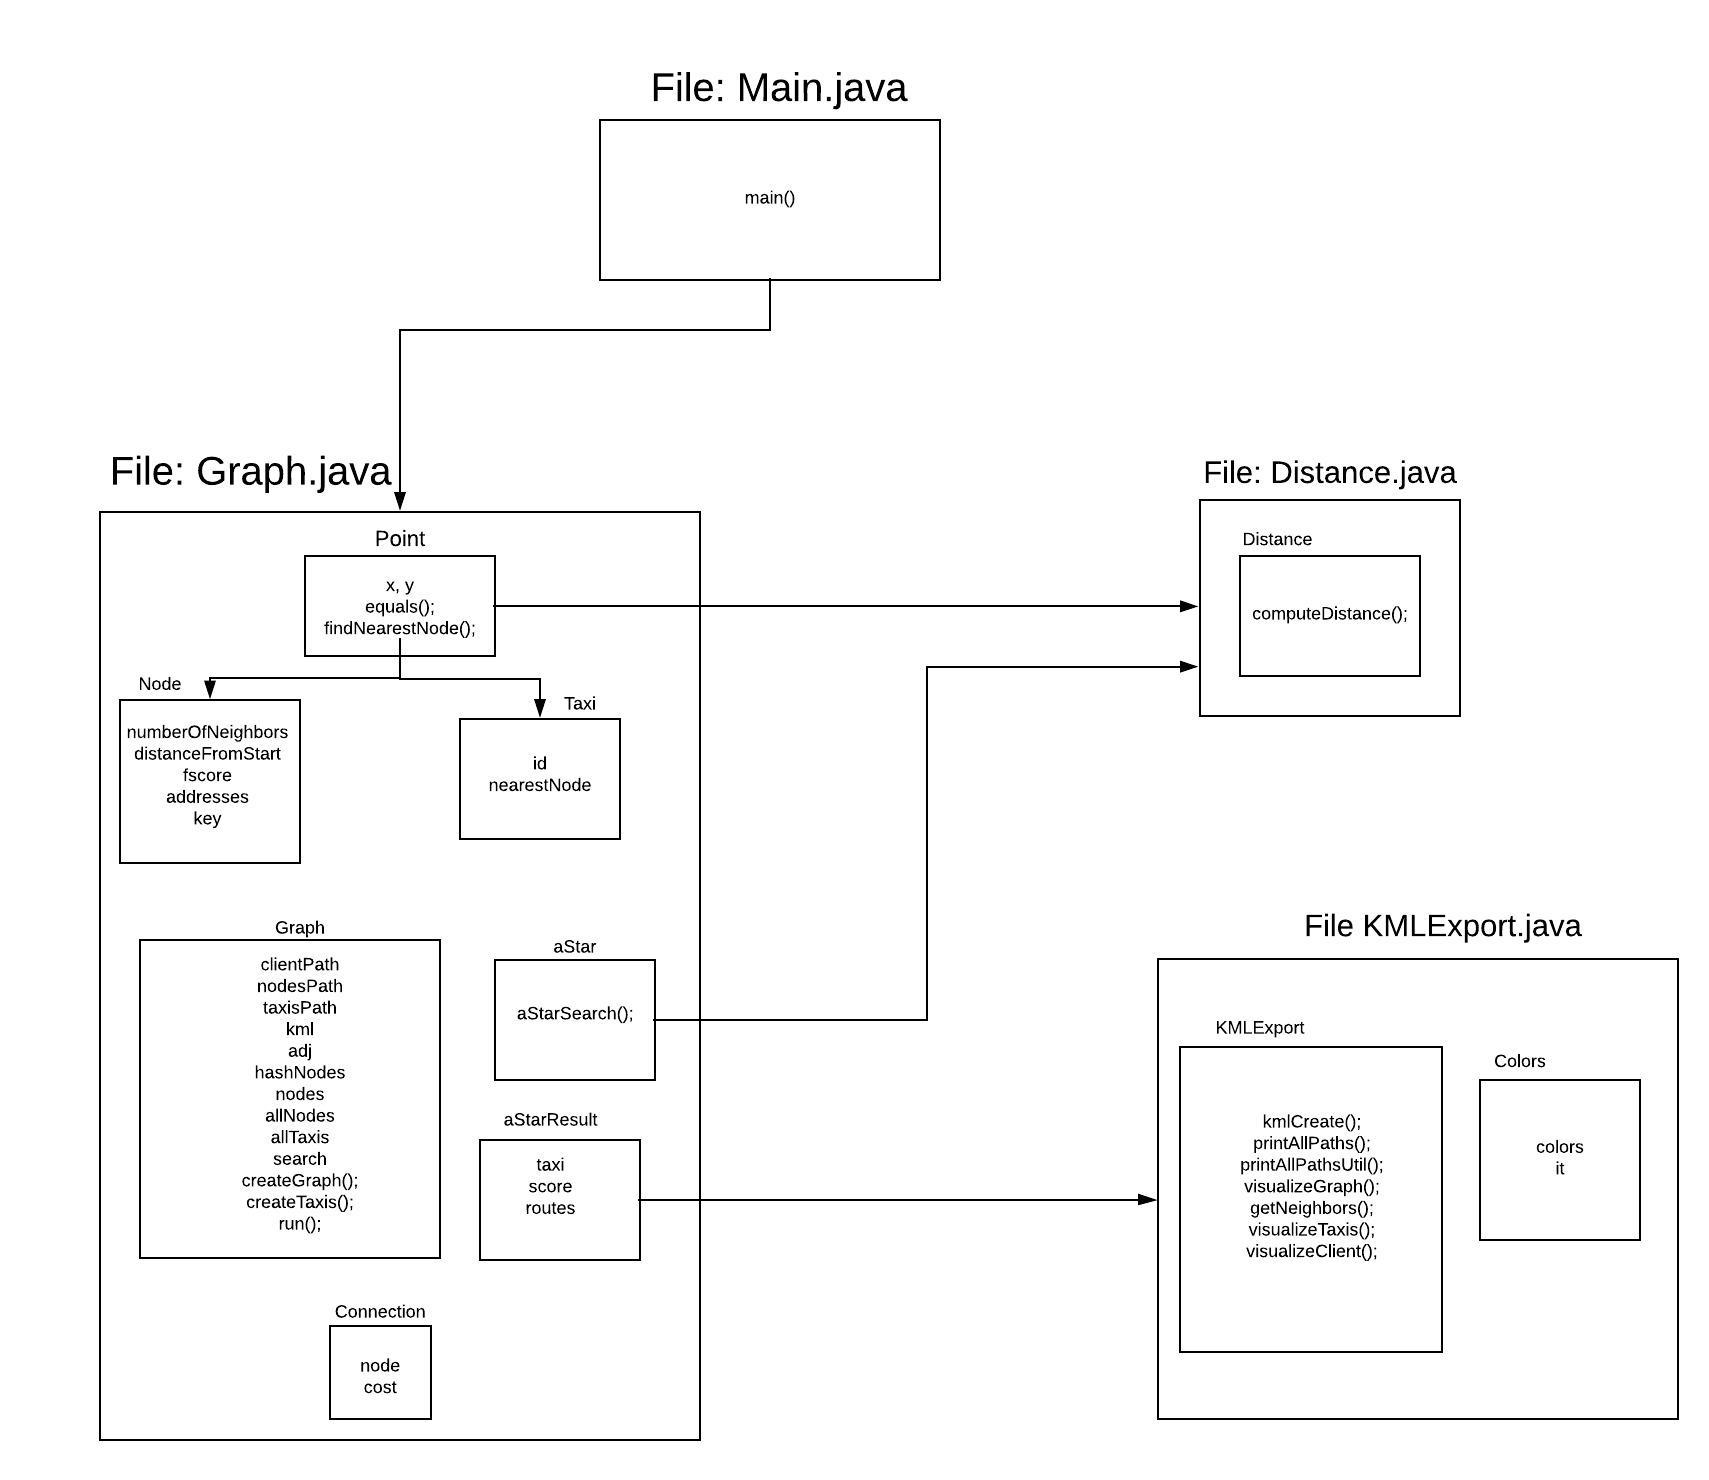 File: Main.java
main()
File: Graph.java
Point
x, y
equals();
findNearestNode();
Node
numberOfNeighbors
distanceFromStart
fscore
addresses
key
Taxi
id
nearestNode
Graph
clientPath
nodesPath
taxisPath
kml
adj
hashNodes
nodes
allNodes
allTaxis
search
createGraph();
createTaxis();
run();
aStar
aStarSearch();
aStarResult
taxi
score
routes
Connection
node
cost
File: Distance.java
Distance
computeDistance();
File KMLExport.java
KMLExport
kmlCreate();
printAllPaths();
printAllPathsUtil();
visualizeGraph();
getNeighbors();
visualizeTaxis();
visualizeClient();
Colors
colors
it